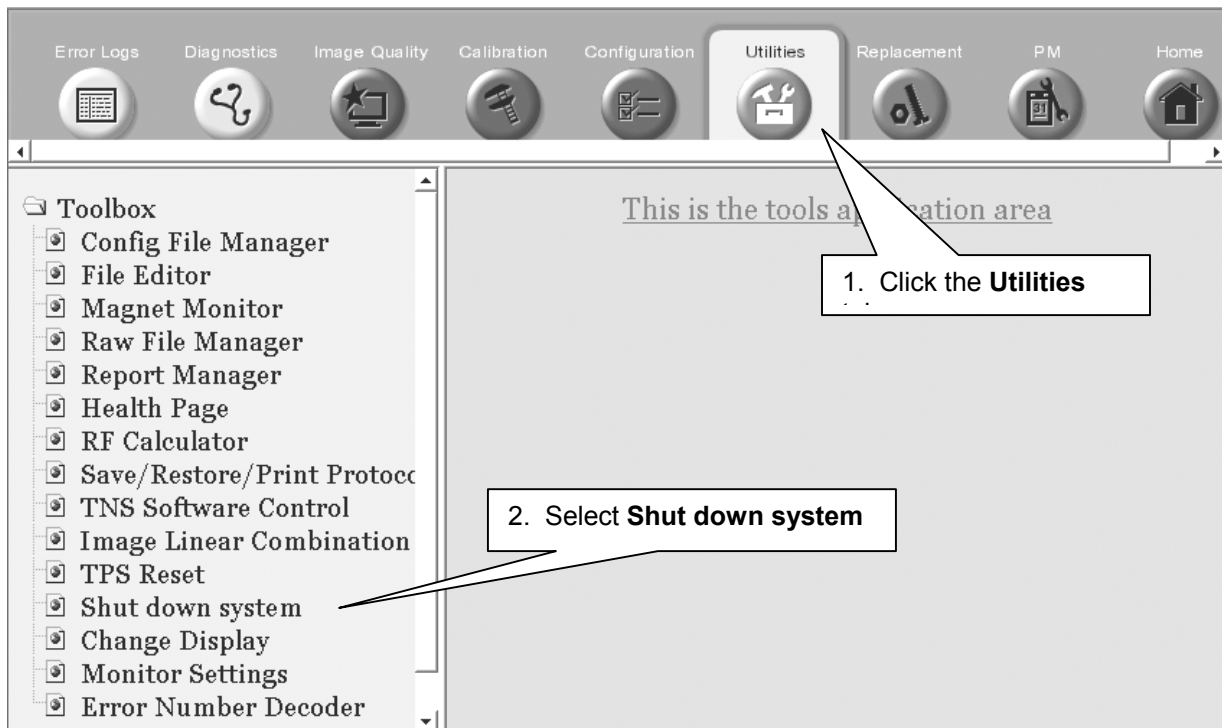 Error Logs Diagnostics Image Quality Calibration Configuration Utilities Replacement PM Home
31
Toolbox
This is the tools application area
Config File Manager
File Editor
Magnet Monitor
1. Click the Utilities
Raw File Manager
Report Manager
Health Page
RF Calculator
Save/Restore/Print Protoco
TNS Software Control
2. Select Shut down system
Image Linear Combination
TPS Reset
Shut down system
Change Display
Monitor Settings
Error Number Decoder